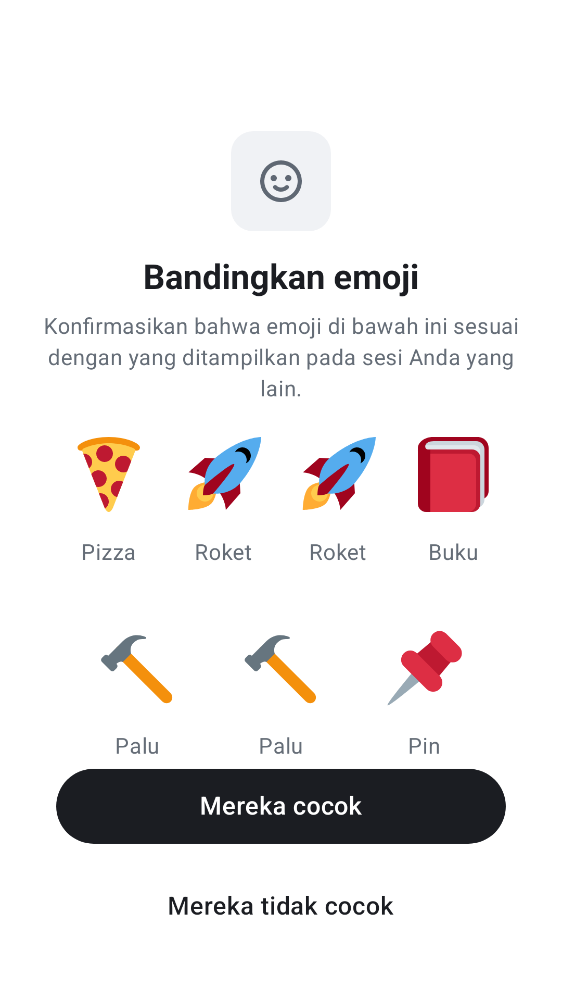 Bandingkan emoji
Konfirmasikan bahwa emoji di bawah ini sesuai
dengan yang ditampilkan pada sesi Anda yang
lain.
Pizza Roket Roket Buku
Palu Palu Pin
Mereka cocok
Mereka tidak cocok